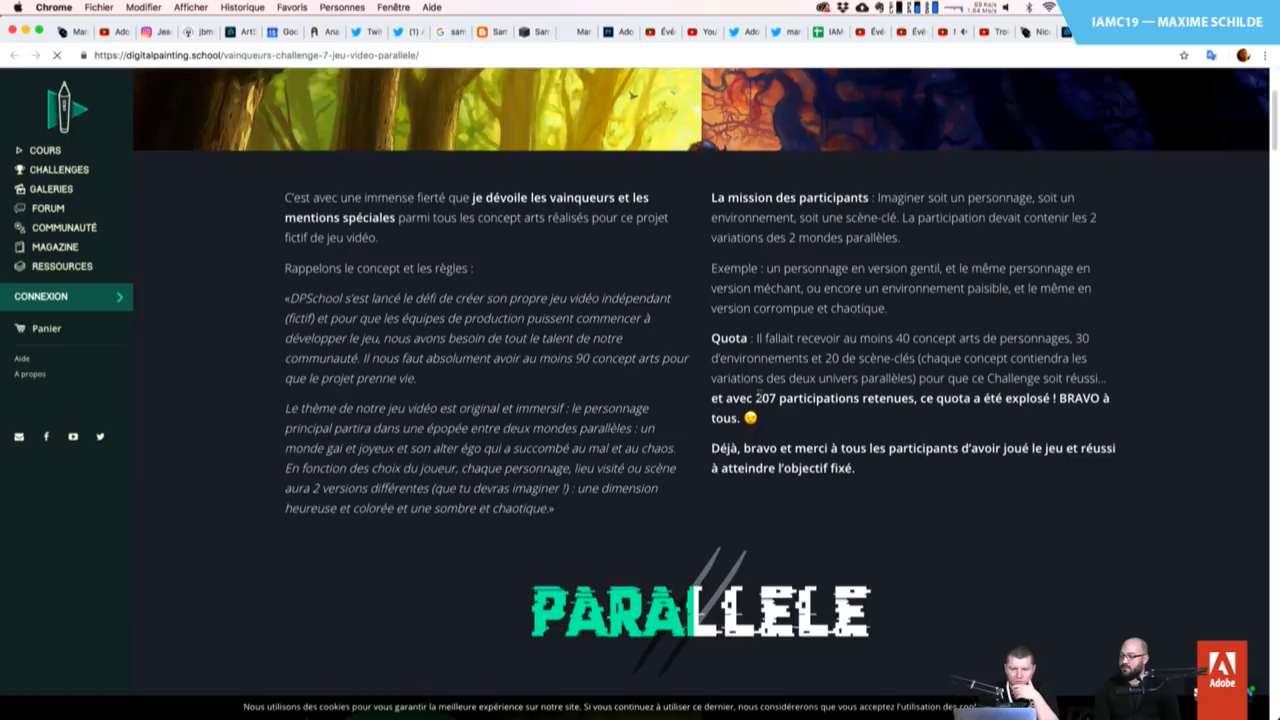 Chrome Fichier Modifier Afficher Historique Favoris Personnes Fenêtre Aide
IAMC19 — MAXIME SCHILDE
https://digitalpainting.school/vainqueurs-challenge-7-jeu-video-parallele/
COURS
CHALLENGES
GALERIES
FORUM
COMMUNAUTÉ
MAGAZINE
RESSOURCES
CONNEXION
Panier
Aide
A propos
C'est avec une immense fierté que je dévoile les vainqueurs et les
mentions spéciales parmi tous les concept arts réalisés pour ce projet
fictif de jeu vidéo.
Rappelons le concept et les règles :
«DPSchool s'est lancé le défi de créer son propre jeu vidéo indépendant
(fictif) et pour que les équipes de production puissent commencer à
développer le jeu, nous avons besoin de tout le talent de notre
communauté. Il nous faut absolument avoir au moins 90 concept arts pour
que le projet prenne vie.
Le thème de notre jeu vidéo est original et immersif : le personnage
principal partira dans une épopée entre deux mondes parallèles : un
monde gai et joyeux et son alter égo qui a succombé au mal et au chaos.
En fonction des choix du joueur, chaque personnage, lieu visité ou scène
aura 2 versions différentes (que tu devras imaginer !) : une dimension
heureuse et colorée et une sombre et chaotique.»
La mission des participants : Imaginer soit un personnage, soit un
environnement, soit une scène-clé. La participation devait contenir les 2
variations des 2 mondes parallèles.
Exemple : un personnage en version gentil, et le même personnage en
version méchant, ou encore un environnement paisible, et le même en
version corrompue et chaotique.
Quota : Il fallait recevoir au moins 40 concept arts de personnages, 30
d'environnements et 20 de scène-clés (chaque concept contiendra les
variations des deux univers parallèles) pour que ce Challenge soit réussi...
et avec 207 participations retenues, ce quota a été explosé ! BRAVO à
tous. 😉
Déjà, bravo et merci à tous les participants d'avoir joué le jeu et réussi
à atteindre l'objectif fixé.
PARALLELE
Adobe
Nous utilisons des cookies pour vous garantir la meilleure expérience sur notre site. Si vous continuez à utiliser ce dernier, nous considérerons que vous acceptez l'utilisation des